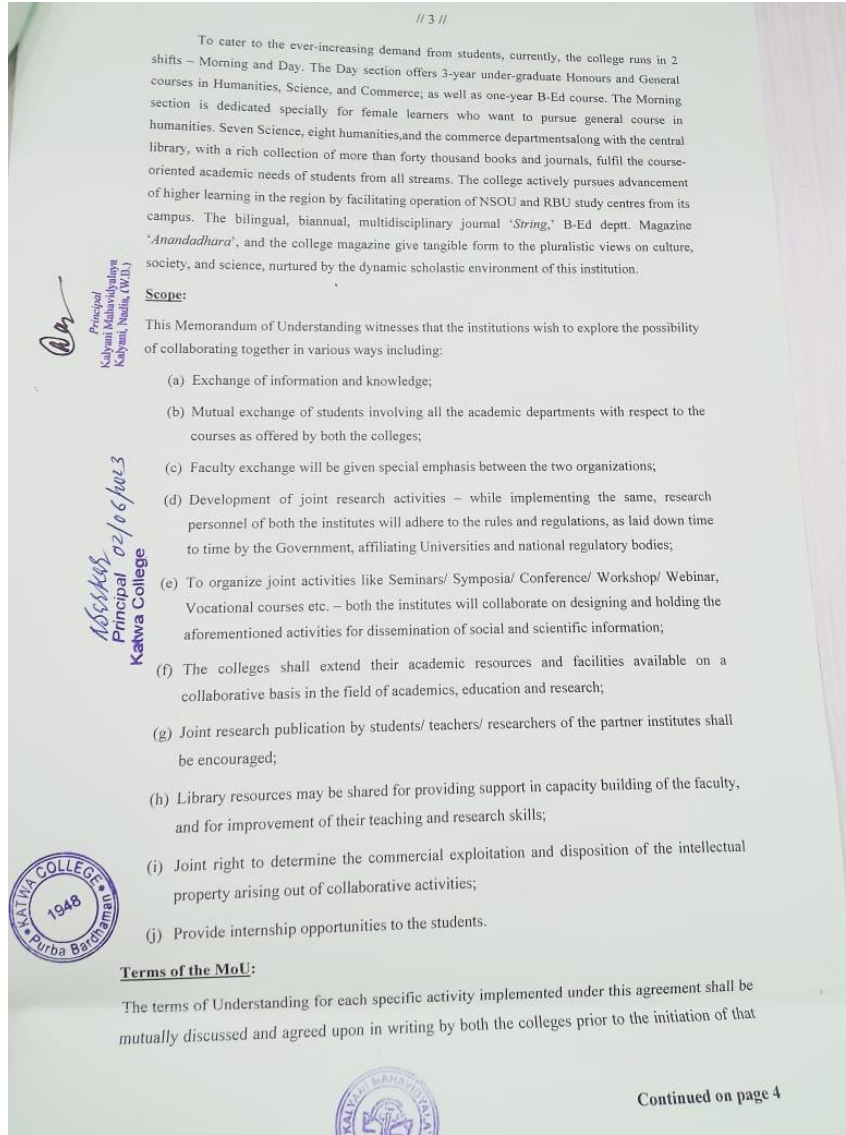 // 3 //
To cater to the ever-increasing demand from students, currently, the college runs in 2
shifts – Morning and Day. The Day section offers 3-year under-graduate Honours and General
courses in Humanities, Science, and Commerce; as well as one-year B-Ed course. The Morning
section is dedicated specially for female learners who want to pursue general course in
humanities. Seven Science, eight humanities,and the commerce departmentsalong with the central
library, with a rich collection of more than forty thousand books and journals, fulfil the course-
oriented academic needs of students from all streams. The college actively pursues advancement
of higher learning in the region by facilitating operation of NSOU and RBU study centres from its
campus. The bilingual, biannual, multidisciplinary journal ‘String,’ B-Ed deptt. Magazine
‘Anandadhara’, and the college magazine give tangible form to the pluralistic views on culture,
society, and science, nurtured by the dynamic scholastic environment of this institution.
Principal
Kalyani Mahavidyalaya
Kalyani, Nadia, (W.B.)
Scope:
This Memorandum of Understanding witnesses that the institutions wish to explore the possibility
of collaborating together in various ways including:
(a) Exchange of information and knowledge;
(b) Mutual exchange of students involving all the academic departments with respect to the
courses as offered by both the colleges;
(c) Faculty exchange will be given special emphasis between the two organizations;
(d) Development of joint research activities – while implementing the same, research
personnel of both the institutes will adhere to the rules and regulations, as laid down time
to time by the Government, affiliating Universities and national regulatory bodies;
02/06/2023
Principal
Katwa College
(e) To organize joint activities like Seminars/ Symposia/ Conference/ Workshop/ Webinar,
Vocational courses etc. – both the institutes will collaborate on designing and holding the
aforementioned activities for dissemination of social and scientific information;
(f) The colleges shall extend their academic resources and facilities available on a
collaborative basis in the field of academics, education and research;
(g) Joint research publication by students/ teachers/ researchers of the partner institutes shall
be encouraged;
(h) Library resources may be shared for providing support in capacity building of the faculty,
and for improvement of their teaching and research skills;
(i) Joint right to determine the commercial exploitation and disposition of the intellectual
property arising out of collaborative activities;
(j) Provide internship opportunities to the students.
KATWA COLLEGE
1948
Purba Bardhaman
Terms of the MoU:
The terms of Understanding for each specific activity implemented under this agreement shall be
mutually discussed and agreed upon in writing by both the colleges prior to the initiation of that
KALYANI MAHAVIDYALA
Continued on page 4